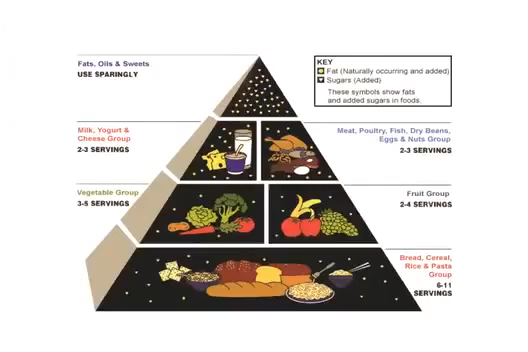 Fats, Oils & Sweets
USE SPARINGLY
KEY
Fat (Naturally occurring and added)
Sugars (Added)
These symbols show fats
and added sugars in foods.
Milk, Yogurt &
Cheese Group
2-3 SERVINGS
Meat, Poultry, Fish, Dry Beans,
Eggs & Nuts Group
2-3 SERVINGS
Vegetable Group
3-5 SERVINGS
Fruit Group
2-4 SERVINGS
Bread, Cereal,
Rice & Pasta
Group
6-11
SERVINGS